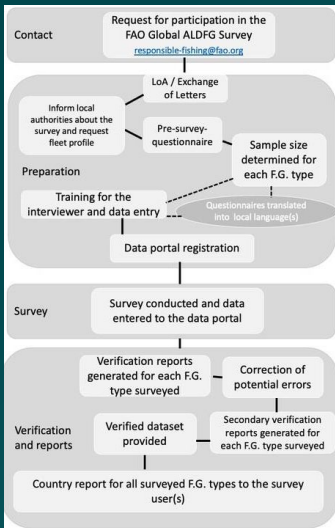 Contact
Request for participation in the
FAO Global ALDFG Survey
responsible-fishing@fao.org
LoA / Exchange
of Letters
Inform local
authorities about
the survey and request
fleet profile
Pre-survey-
questionnaire
Sample size
determined for
each F.G. type
Preparation
Training for the
interviewer and data entry
Questionnaires translated
into local language(s)
Data portal registration
Survey
Survey conducted and data
entered to the data portal
Verification reports
generated for each F.G.
type surveyed
Correction of
potential errors
Verification
and reports
Verified dataset
provided
Secondary verification
reports generated for
each F.G. type surveyed
Country report for all surveyed F.G. types to the survey
user(s)